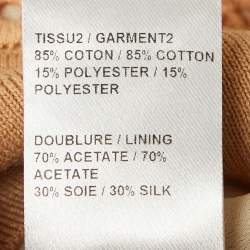 TISSU2 / GARMENT2
85% COTON / 85% COTTON
15% POLYESTER / 15%
POLYESTER
DOUBLURE / LINING
70% ACETATE / 70%
ACETATE
30% SOIE / 30% SILK